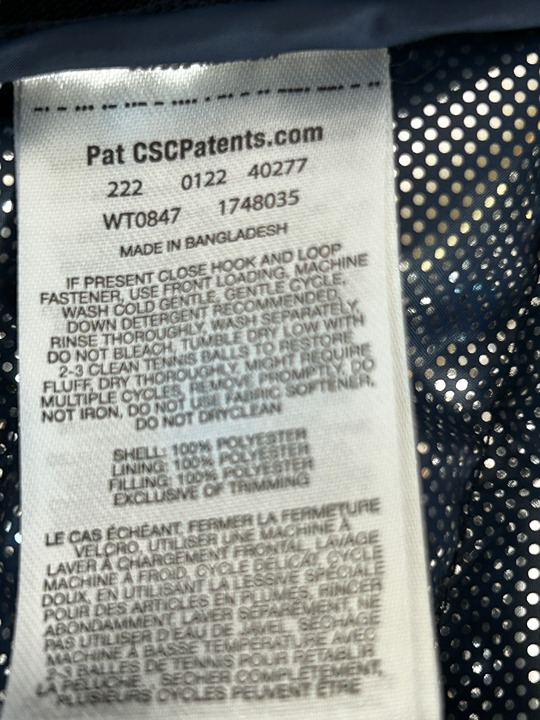 Pat CSCPatents.com
222 0122 40277
WT0847 1748035
MADE IN BANGLADESH
IF PRESENT CLOSE HOOK AND LOOP
FASTENER, USE FRONT LOADING, MACHINE
WASH COLD GENTLE, GENTLE CYCLE,
DOWN DETERGENT RECOMMENDED,
RINSE THOROUGHLY, WASH SEPARATELY,
DO NOT BLEACH, TUMBLE DRY LOW WITH
2-3 CLEAN TENNIS BALLS TO RESTORE
FLUFF, DRY THOROUGHLY, MIGHT REQUIRE
MULTIPLE CYCLES, REMOVE PROMPTLY, DO
NOT IRON, DO NOT USE FABRIC SOFTENER,
DO NOT DRYCLEAN
SHELL: 100% POLYESTER
LINING: 100% POLYESTER
FILLING: 100% POLYESTER
EXCLUSIVE OF TRIMMING
LE CAS ÉCHÉANT, FERMER LA FERMETURE
VELCRO, UTILISER UNE MACHINE À
LAVER À CHARGEMENT FRONTAL, LAVAGE
MACHINE À FROID, CYCLE DÉLICAT, CYCLE
DOUX, EN UTILISANT LA LESSIVE SPÉCIALE
POUR DES ARTICLES EN PLUMES, RINCER
ABONDAMMENT, LAVER SÉPARÉMENT, NE
PAS UTILISER D'EAU DE JAVEL, SÉCHAGE
MACHINE À BASSE TEMPÉRATURE AVEC
2-3 BALLES DE TENNIS POUR RÉTABLIR
LA PELUCHE, SÉCHER COMPLÈTEMENT,
PLUSIEURS CYCLES PEUVENT ÊTRE